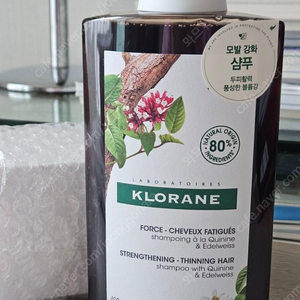 모발 강화
샴푸
두피활력
풍성한 볼륨감
NATURAL ORIGIN
80%
INGREDIENTS
LABORATOIRES
KLORANE
FORCE - CHEVEUX FATIGUÉS
shampoing à la Quinine
& Edelweiss
STRENGTHENING - THINNING HAIR
shampoo with Quinine
& Edelweiss